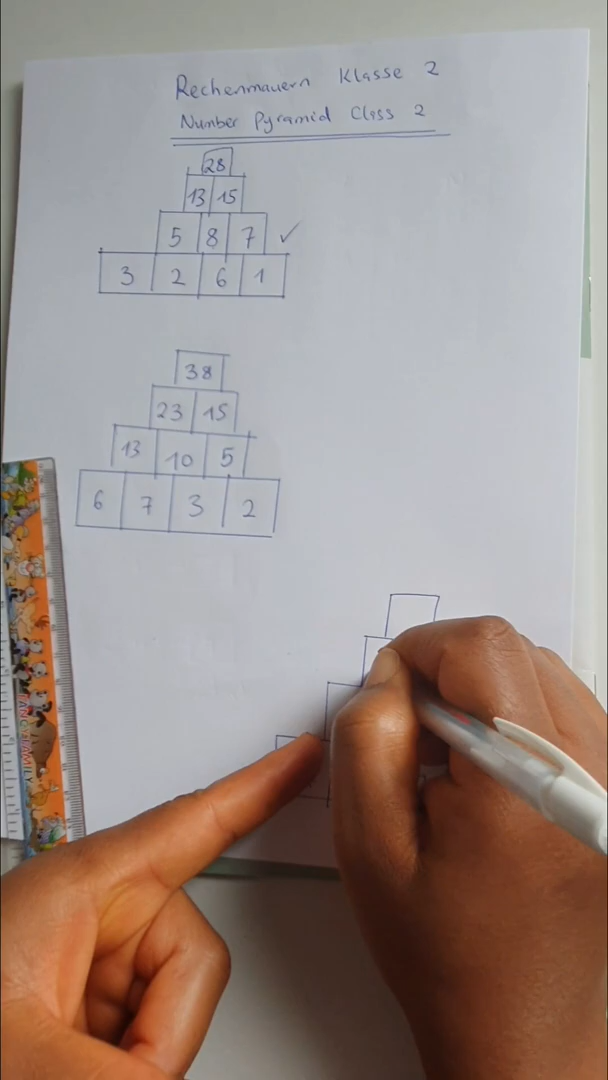 Rechenmauern Klasse 2
Number Pyramid Class 2
28
13 15
5 8 7 ✓
3 2 6 1
38
23 15
13 10 5
6 7 3 2